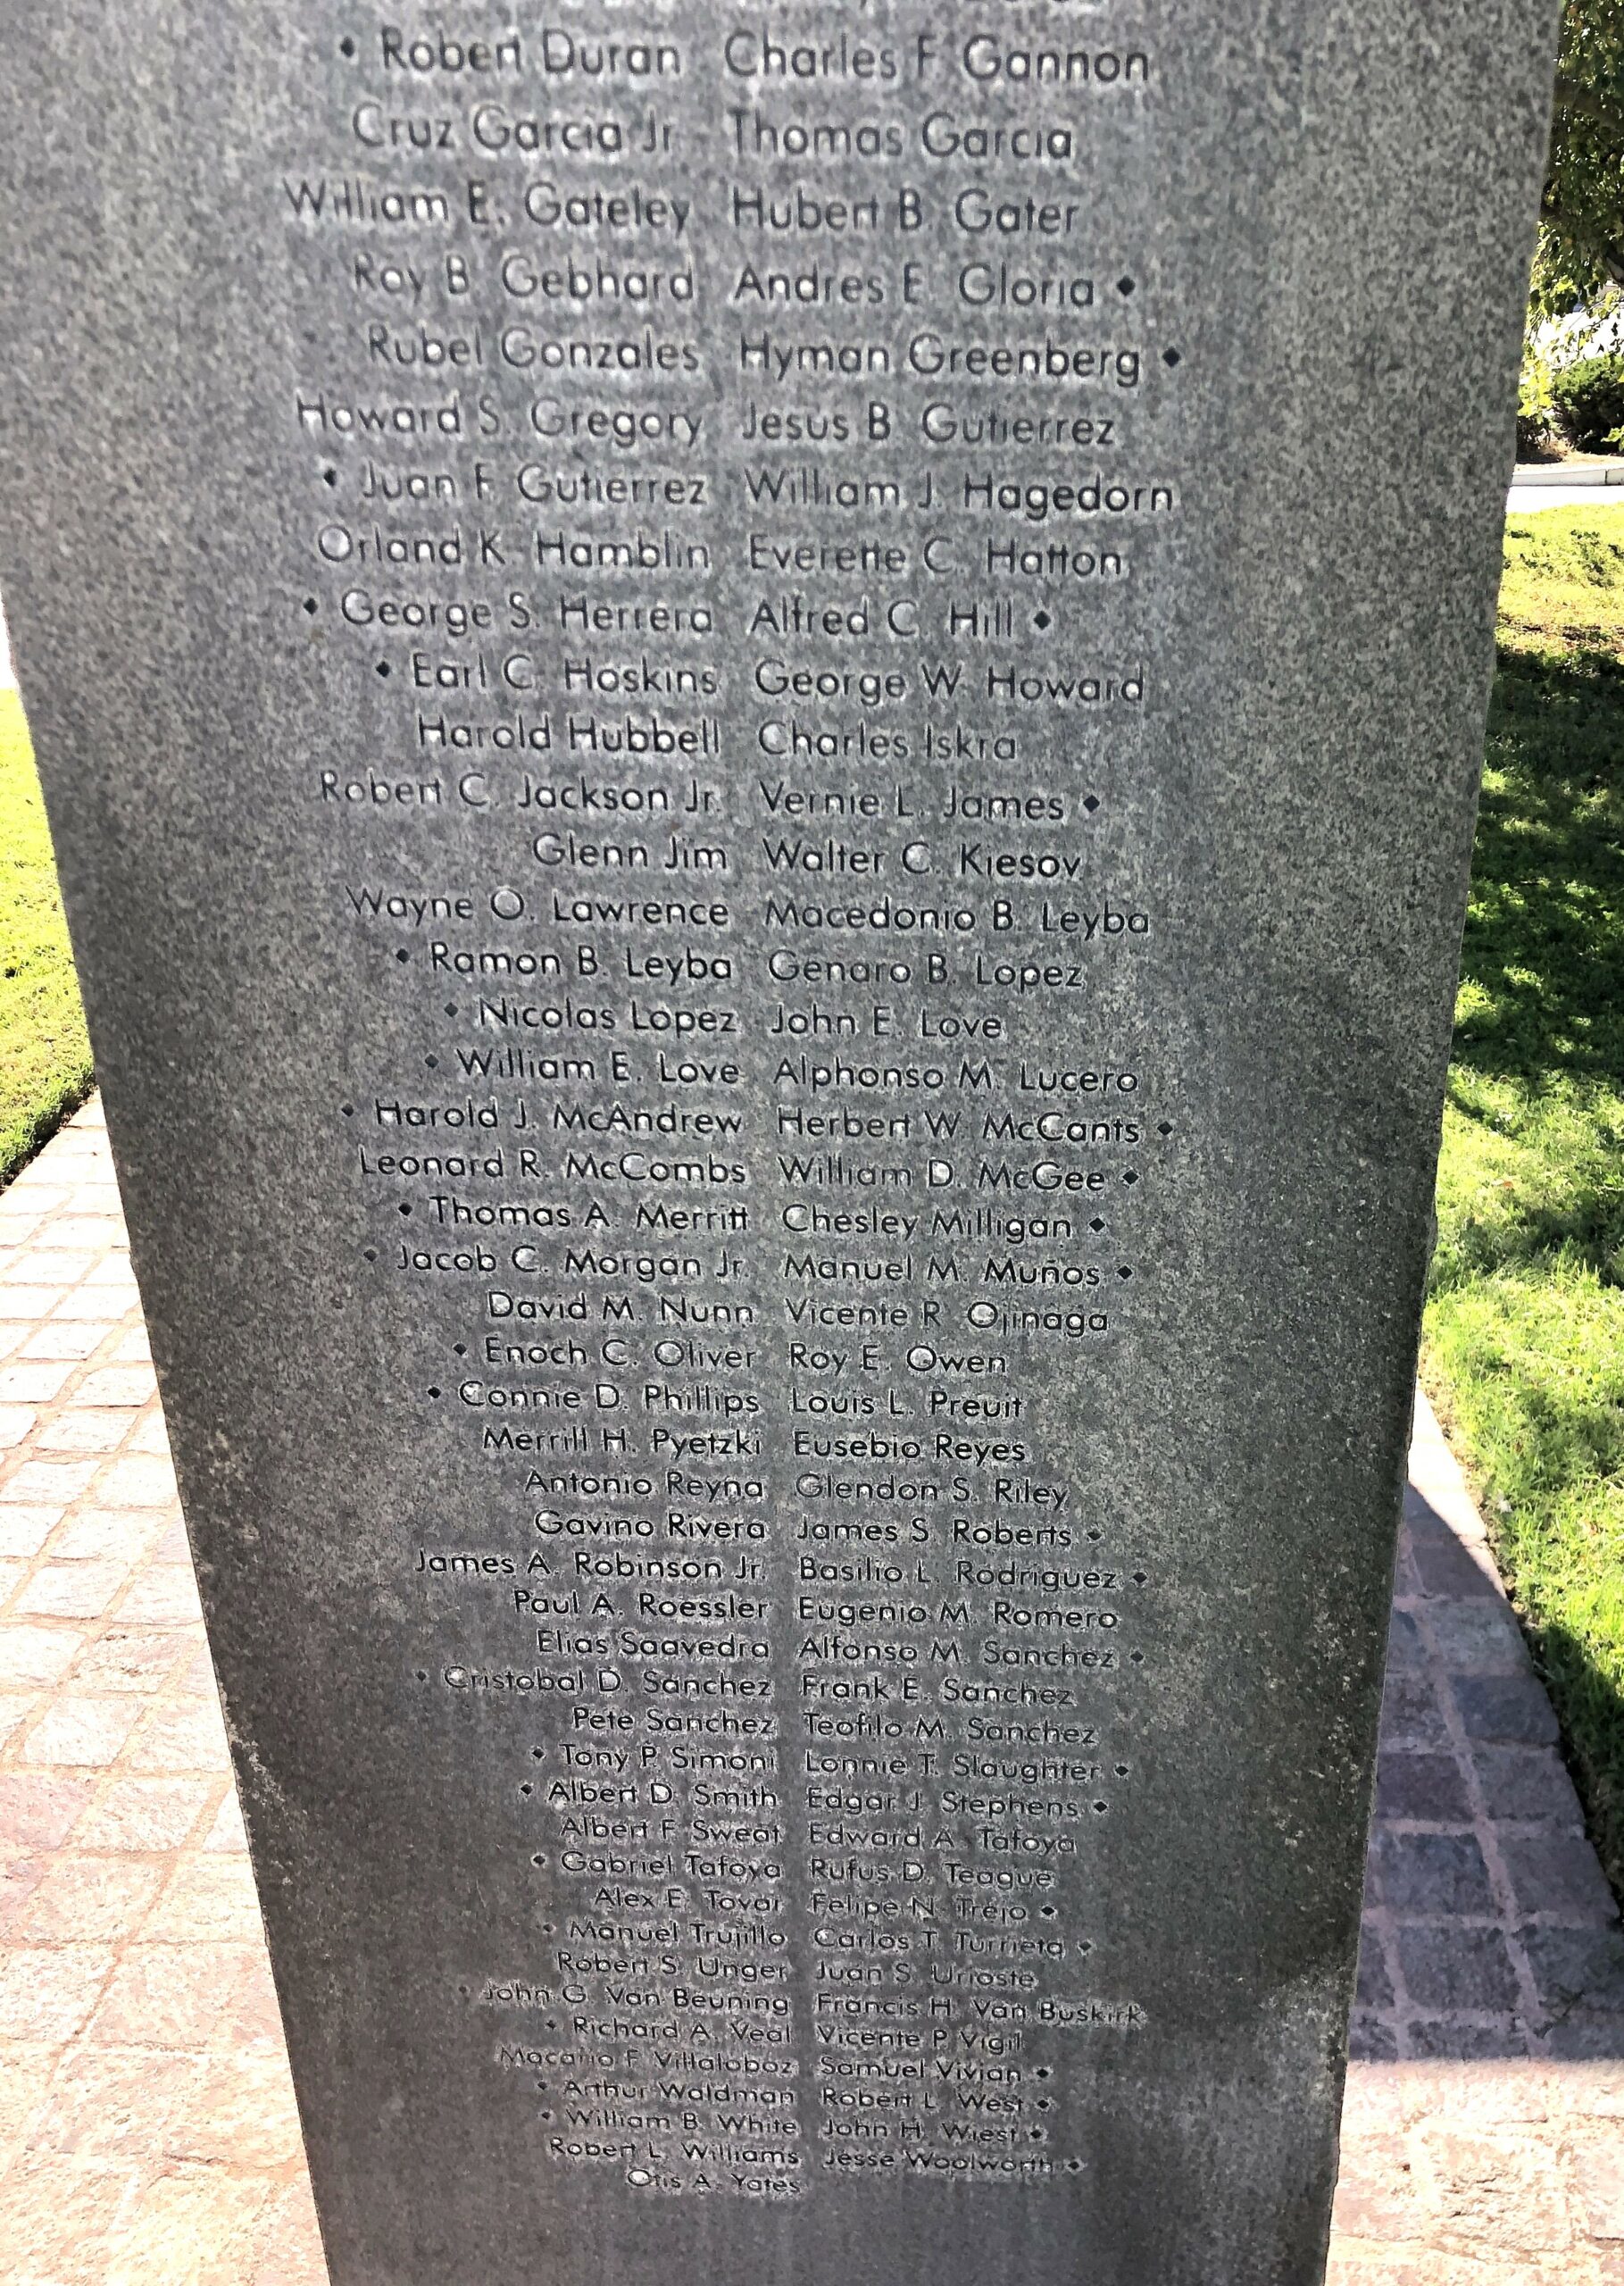 • Robert Duran Charles F. Gannon
Cruz Garcia Jr. Thomas Garcia
William E. Gateley Hubert B. Gater
Roy B. Gebhard Andres E. Gloria •
Rubel Gonzales Hyman Greenberg •
Howard S. Gregory Jesus B. Gutierrez
• Juan F. Gutierrez William J. Hagedorn
Orland K. Hamblin Everette C. Hatton
• George S. Herrera Alfred C. Hill •
• Earl C. Hoskins George W. Howard
Harold Hubbell Charles Iskra
Robert C. Jackson Jr. Vernie L. James •
Glenn Jim Walter C. Kiesov
Wayne O. Lawrence Macedonio B. Leyba
• Ramon B. Leyba Genaro B. Lopez
• Nicolas Lopez John E. Love
• William E. Love Alphonso M. Lucero
• Harold J. McAndrew Herbert W. McCants •
Leonard R. McCombs William D. McGee •
• Thomas A. Merritt Chesley Milligan •
• Jacob C. Morgan Jr. Manuel M. Muños •
David M. Nunn Vicente R. Ojinaga
• Enoch C. Oliver Roy E. Owen
• Connie D. Phillips Louis L. Preuit
Merrill H. Pyetzki Eusebio Reyes
Antonio Reyna Glendon S. Riley
Gavino Rivera James S. Roberts •
James A. Robinson Jr. Basilio L. Rodriguez •
Paul A. Roessler Eugenio M. Romero
Elias Saavedra Alfonso M. Sanchez •
• Cristobal D. Sanchez Frank E. Sanchez
Pete Sanchez Teofilo M. Sanchez
• Tony P. Simoni Lonnie T. Slaughter •
• Albert D. Smith Edgar J. Stephens •
Albert F. Sweat Edward A. Tafoya
• Gabriel Tafoya Rufus D. Teague
Alex E. Tovar Felipe N. Trejo •
• Manuel Trujillo Carlos T. Turrieta •
Robert S. Unger Juan S. Urioste
• John G. Van Beuning Francis H. Van Buskirk
• Richard A. Veal Vicente P. Vigil
Macario F. Villaloboz Samuel Vivian •
• Arthur Waldman Robert L. West •
• William B. White John H. Wiest •
Robert L. Williams Jesse Woolworth •
Otis A. Yates